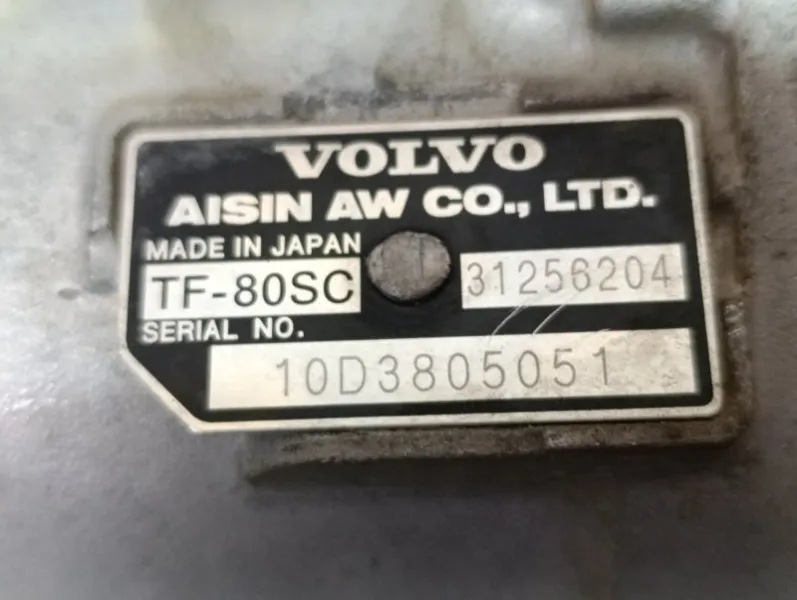 VOLVO
AISIN AW CO., LTD.
MADE IN JAPAN
TF-80SC 31256204
SERIAL NO.
10D3805051